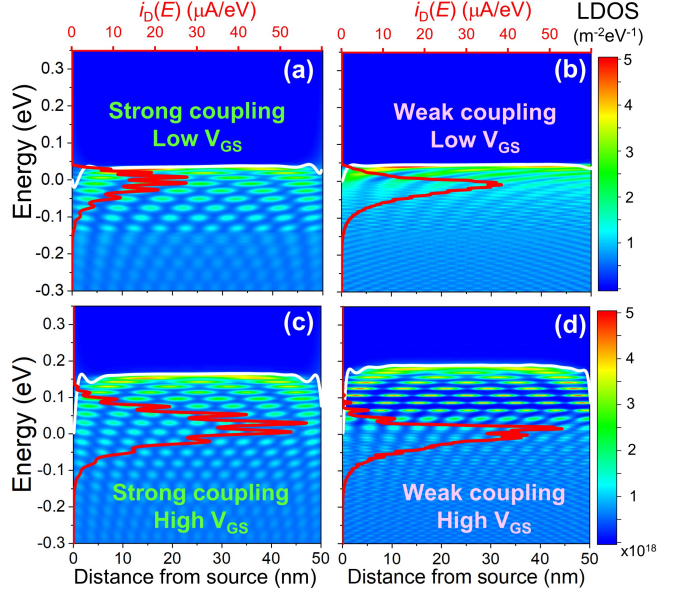 i_D(E) (μA/eV)
i_D(E) (μA/eV)
LDOS
(m⁻²eV⁻¹)
0 10 20 30 40 50
0 10 20 30 40 50
0.3
0.2
0.1
0.0
-0.1
-0.2
-0.3
Energy (eV)
(a)
Strong coupling
Low V_GS
(b)
Weak coupling
Low V_GS
5
4
3
2
1
0.3
0.2
0.1
0.0
-0.1
-0.2
-0.3
Energy (eV)
(c)
Strong coupling
High V_GS
(d)
Weak coupling
High V_GS
5
4
3
2
1
x10¹⁸
0 10 20 30 40 50
0 10 20 30 40 50
Distance from source (nm)
Distance from source (nm)